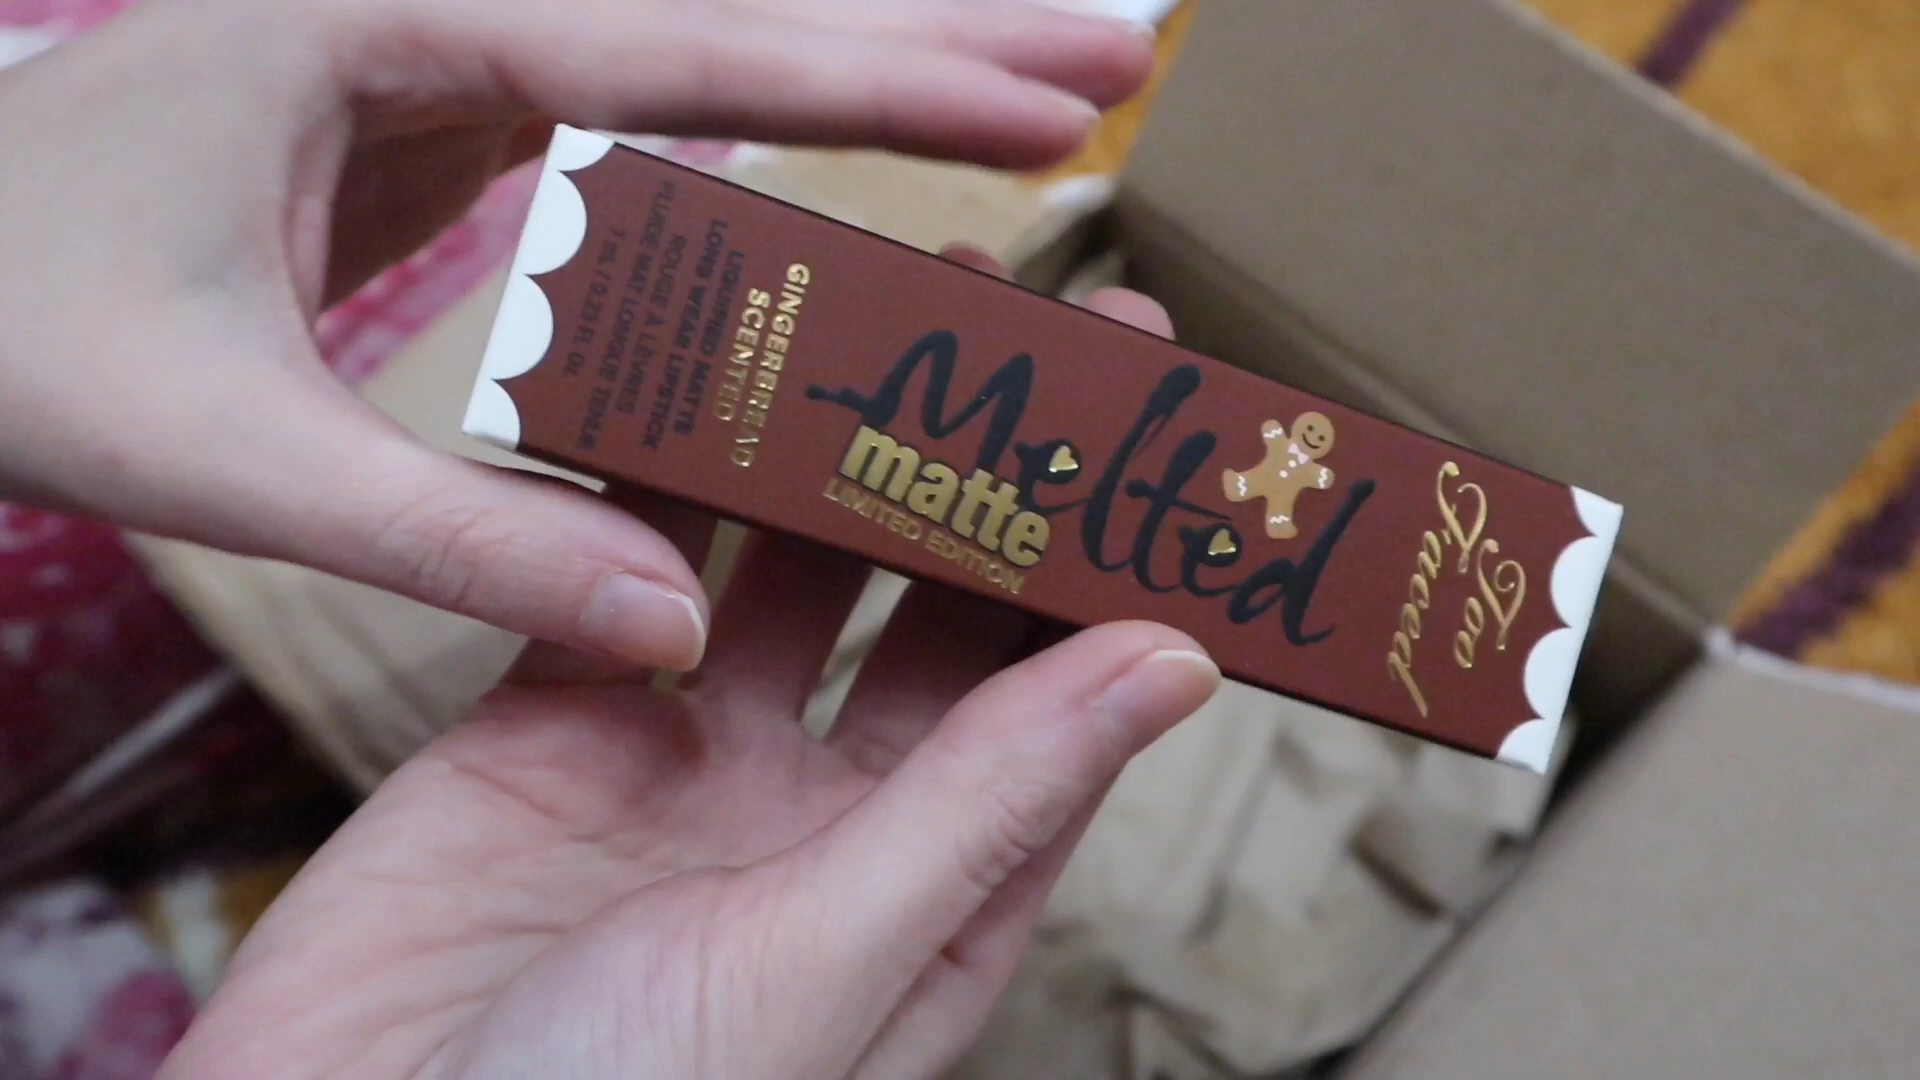 Too
Faced
Melted
matte
LIMITED EDITION
GINGERBREAD
SCENTED
LIQUIFIED MATTE
LONG WEAR LIPSTICK
ROUGE À LÈVRES
FLUIDE MAT LONGUE TENUE
7 mL / 0.23 FL. Oz.